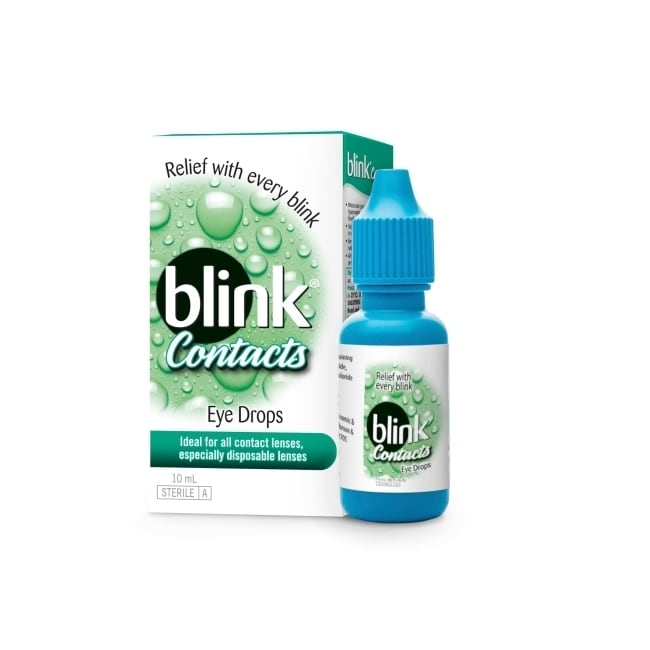 Relief with every blink
blink®
Contacts
Eye Drops
Ideal for all contact lenses,
especially disposable lenses
10 mL
STERILE A
blink
Relief with
every blink
blink
Contacts
Eye Drops